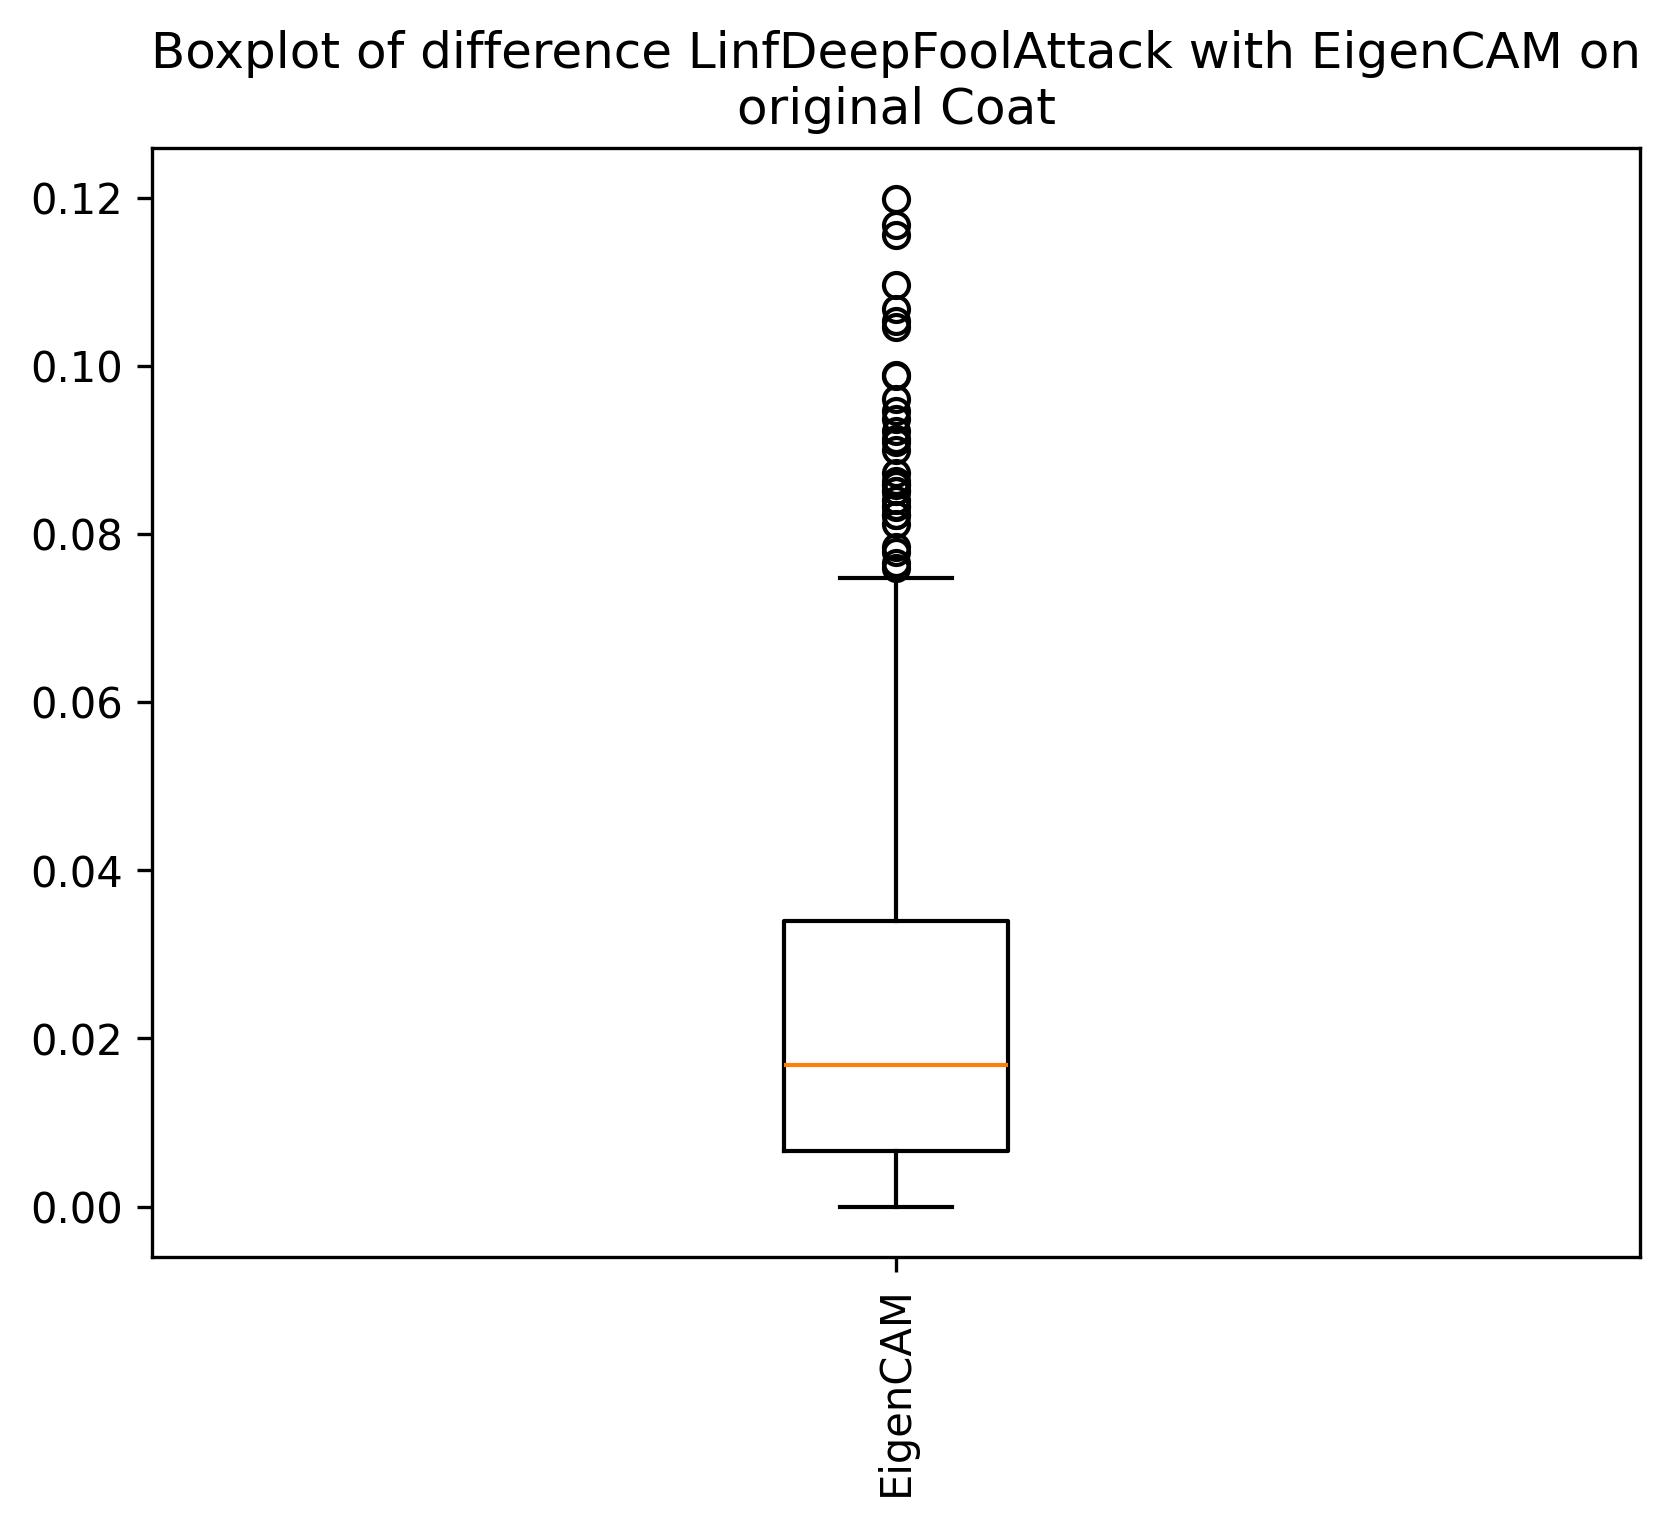 Boxplot of difference LinfDeepFoolAttack with EigenCAM on
original Coat
0.12
0.10
0.08
0.06
0.04
0.02
0.00
EigenCAM